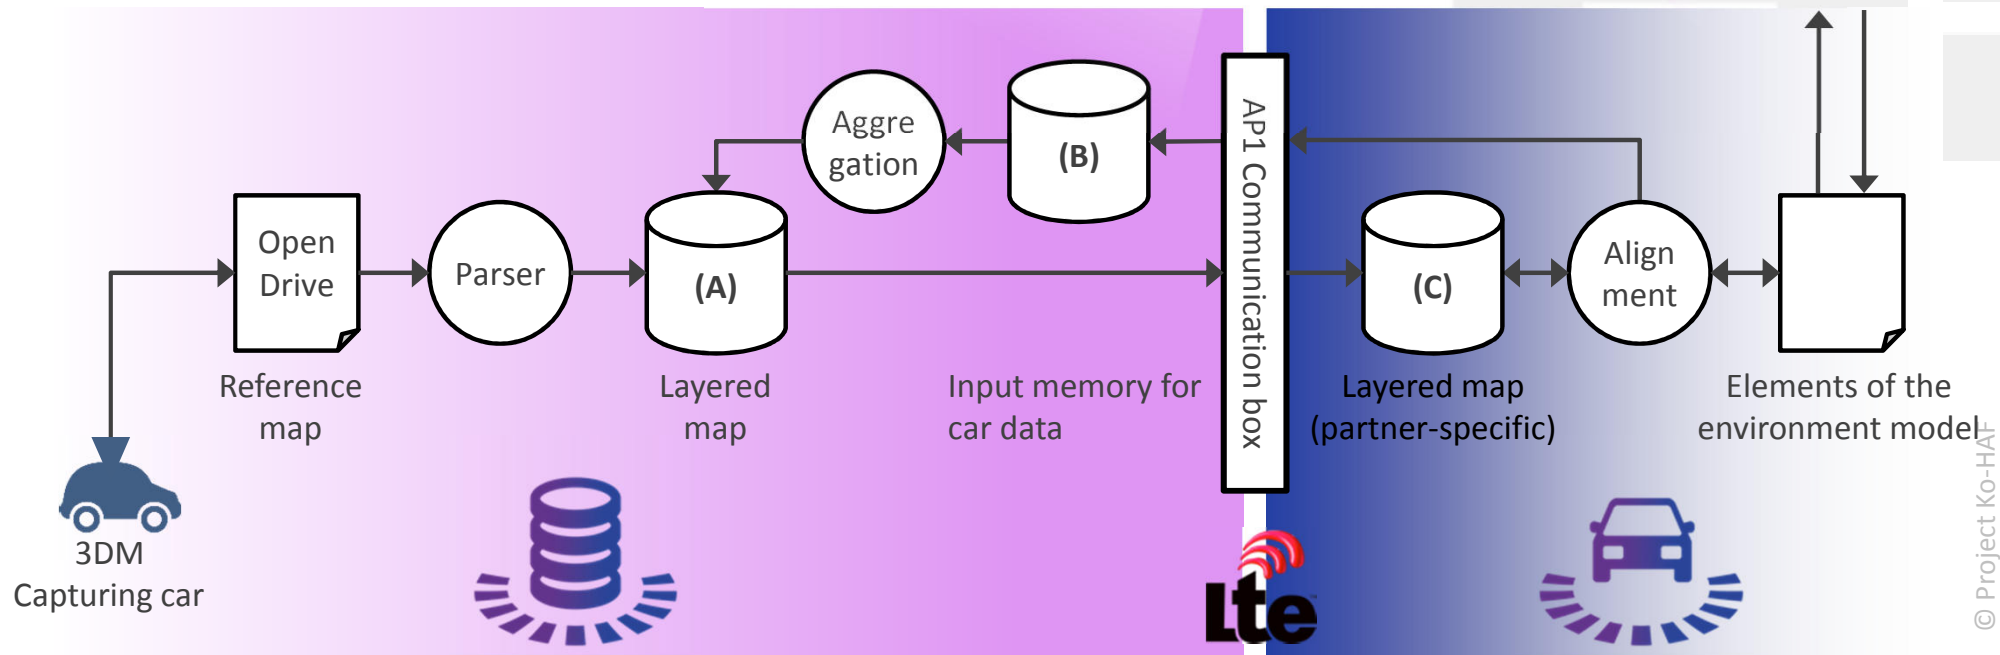 Aggre
gation
(B)
AP1 Communication box
Open
Drive
Parser
(A)
(C)
Align
ment
Reference
map
Layered
map
Input memory for
car data
Layered map
(partner-specific)
Elements of the
environment model
3DM
Capturing car
Lte
© Project Ko-HAF